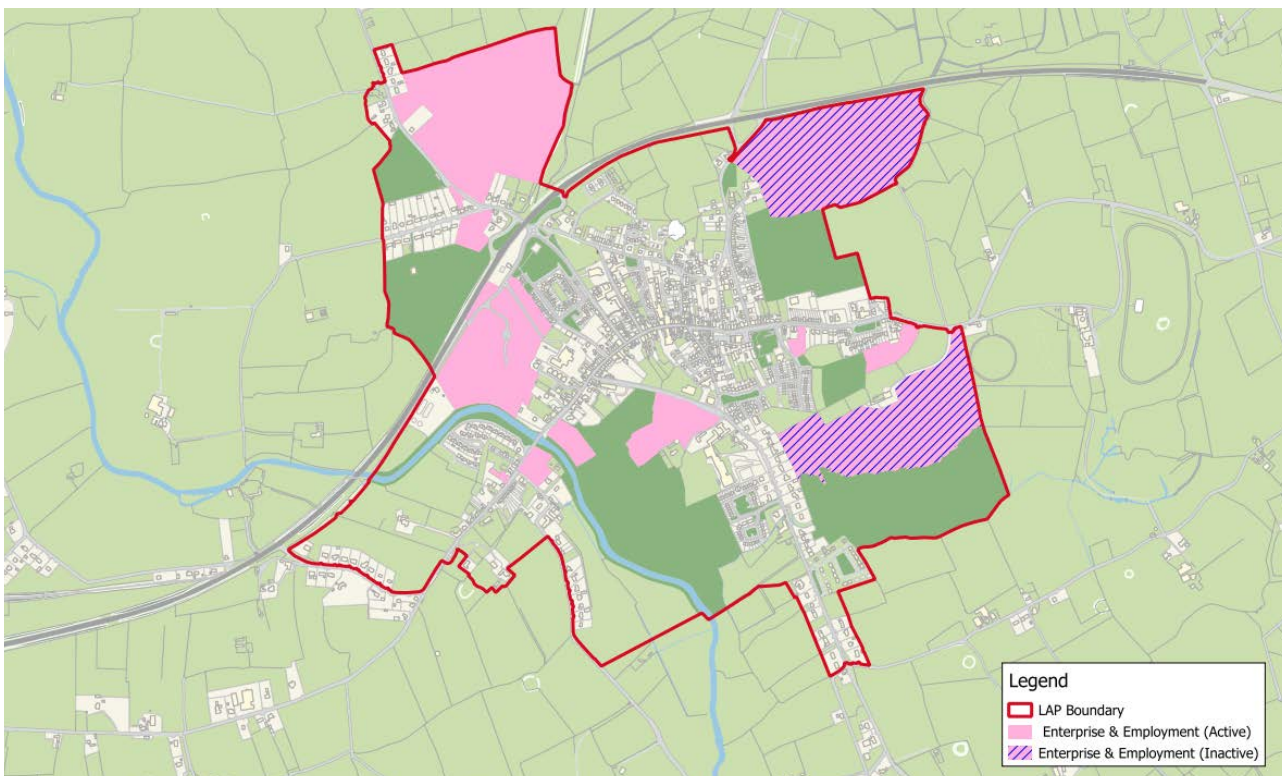 Legend
LAP Boundary
Enterprise & Employment (Active)
Enterprise & Employment (Inactive)